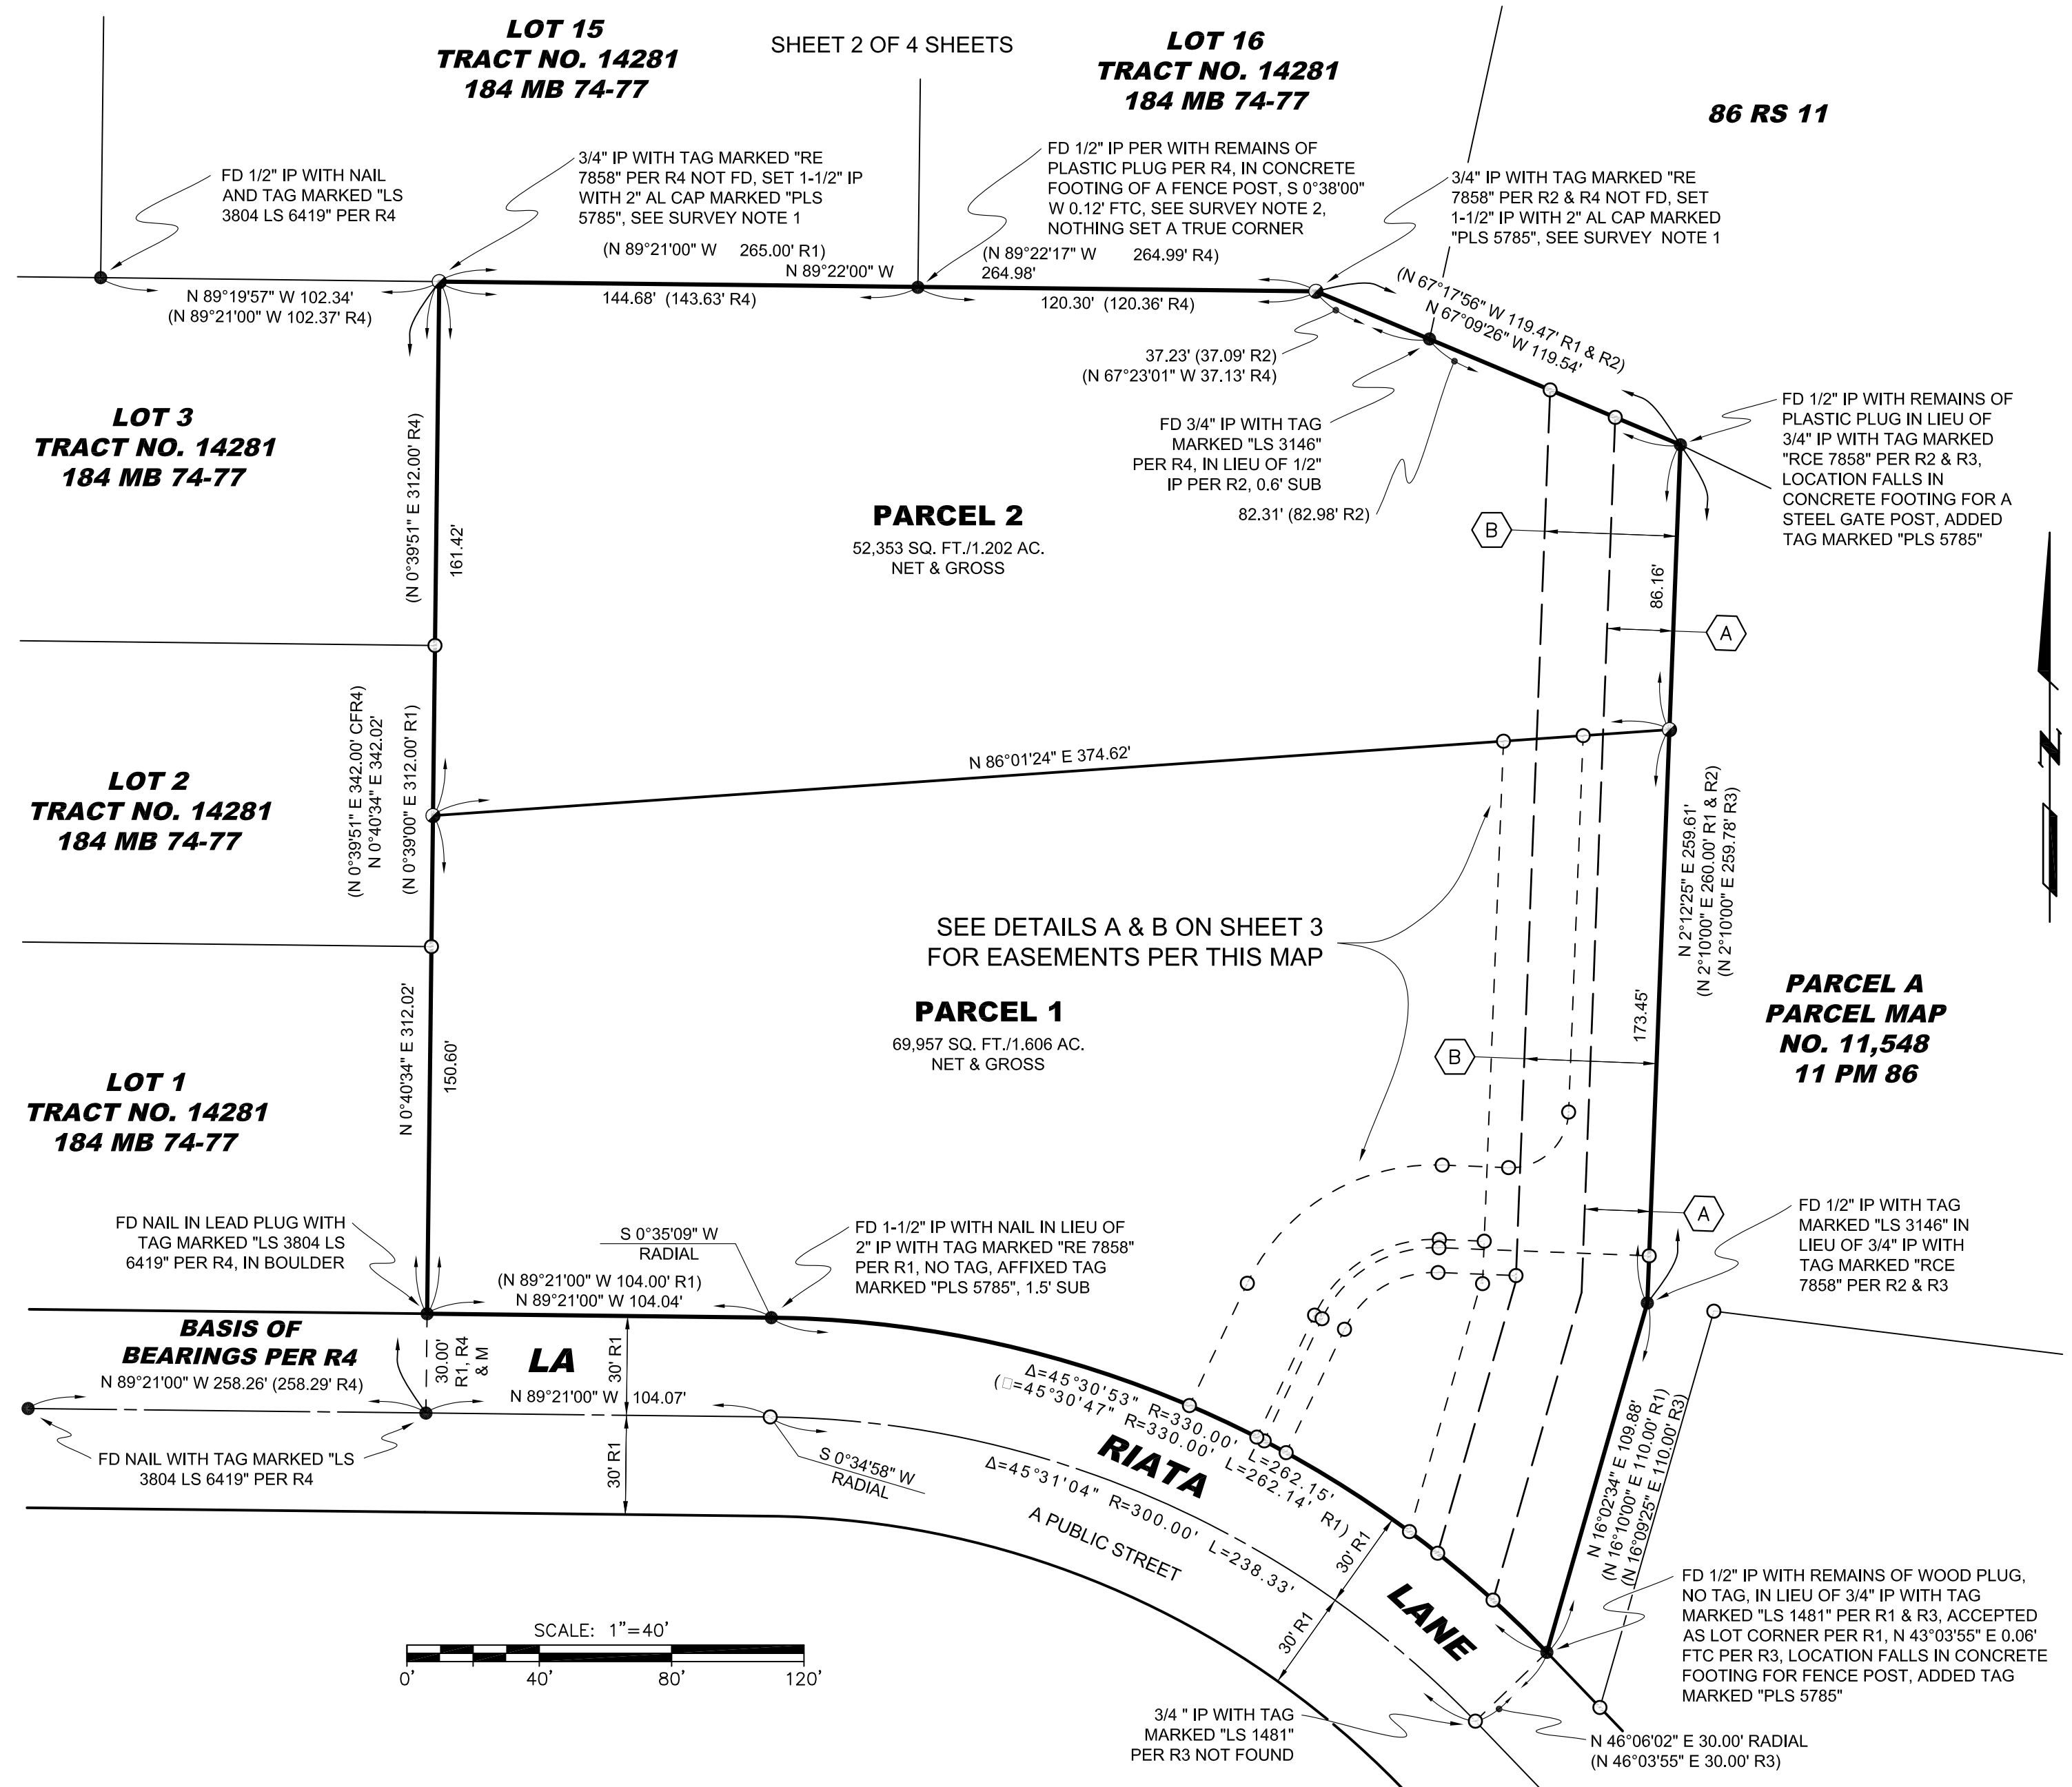 LOT 15
TRACT NO. 14281
184 MB 74-77
SHEET 2 OF 4 SHEETS
LOT 16
TRACT NO. 14281
184 MB 74-77
86 RS 11
FD 1/2" IP WITH NAIL
AND TAG MARKED "LS
3804 LS 6419" PER R4
3/4" IP WITH TAG MARKED "RE
7858" PER R4 NOT FD, SET 1-1/2" IP
WITH 2" AL CAP MARKED "PLS
5785", SEE SURVEY NOTE 1
FD 1/2" IP PER WITH REMAINS OF
PLASTIC PLUG PER R4, IN CONCRETE
FOOTING OF A FENCE POST, S 0°38'00"
W 0.12' FTC, SEE SURVEY NOTE 2,
NOTHING SET A TRUE CORNER
3/4" IP WITH TAG MARKED "RE
7858" PER R2 & R4 NOT FD, SET
1-1/2" IP WITH 2" AL CAP MARKED
"PLS 5785", SEE SURVEY NOTE 1
(N 89°21'00" W 265.00' R1)
N 89°22'00" W
(N 89°22'17" W 264.99' R4)
264.98'
N 89°19'57" W 102.34'
(N 89°21'00" W 102.37' R4)
144.68' (143.63' R4)
120.30' (120.36' R4)
(N 67°17'56" W 119.47' R1 & R2)
N 67°09'26" W 119.54'
37.23' (37.09' R2)
(N 67°23'01" W 37.13' R4)
FD 3/4" IP WITH TAG
MARKED "LS 3146"
PER R4, IN LIEU OF 1/2"
IP PER R2, 0.6' SUB
82.31' (82.98' R2)
FD 1/2" IP WITH REMAINS OF
PLASTIC PLUG IN LIEU OF
3/4" IP WITH TAG MARKED
"RCE 7858" PER R2 & R3,
LOCATION FALLS IN
CONCRETE FOOTING FOR A
STEEL GATE POST, ADDED
TAG MARKED "PLS 5785"
LOT 3
TRACT NO. 14281
184 MB 74-77
(N 0°39'51" E 312.00' R4)
161.42'
PARCEL 2
52,353 SQ. FT./1.202 AC.
NET & GROSS
B
86.16'
A
N
(N 0°39'51" E 342.00' CFR4)
N 0°40'34" E 342.02'
(N 0°39'00" E 312.00' R1)
N 86°01'24" E 374.62'
LOT 2
TRACT NO. 14281
184 MB 74-77
N 2°12'25" E 259.61'
(N 2°10'00" E 260.00' R1 & R2)
(N 2°10'00" E 259.78' R3)
SEE DETAILS A & B ON SHEET 3
FOR EASEMENTS PER THIS MAP
PARCEL 1
69,957 SQ. FT./1.606 AC.
NET & GROSS
B
173.45'
PARCEL A
PARCEL MAP
NO. 11,548
11 PM 86
N 0°40'34" E 312.02'
150.60'
LOT 1
TRACT NO. 14281
184 MB 74-77
A
FD NAIL IN LEAD PLUG WITH
TAG MARKED "LS 3804 LS
6419" PER R4, IN BOULDER
S 0°35'09" W
RADIAL
(N 89°21'00" W 104.00' R1)
N 89°21'00" W 104.04'
FD 1-1/2" IP WITH NAIL IN LIEU OF
2" IP WITH TAG MARKED "RE 7858"
PER R1, NO TAG, AFFIXED TAG
MARKED "PLS 5785", 1.5' SUB
FD 1/2" IP WITH TAG
MARKED "LS 3146" IN
LIEU OF 3/4" IP WITH
TAG MARKED "RCE
7858" PER R2 & R3
BASIS OF
BEARINGS PER R4
N 89°21'00" W 258.26' (258.29' R4)
30.00'
R1, R4
& M
LA
30' R1
N 89°21'00" W 104.07'
30' R1
FD NAIL WITH TAG MARKED "LS
3804 LS 6419" PER R4
S 0°34'58" W
RADIAL
Δ=45°30'53" R=330.00' L=262.15'
(□=45°30'47" R=330.00' L=262.14' R1)
RIATA
Δ=45°31'04" R=300.00' L=238.33'
A PUBLIC STREET
30' R1
30' R1
LANE
N 16°02'34" E 109.88'
(N 16°10'00" E 110.00' R1)
(N 16°09'25" E 110.00' R3)
FD 1/2" IP WITH REMAINS OF WOOD PLUG,
NO TAG, IN LIEU OF 3/4" IP WITH TAG
MARKED "LS 1481" PER R1 & R3, ACCEPTED
AS LOT CORNER PER R1, N 43°03'55" E 0.06'
FTC PER R3, LOCATION FALLS IN CONCRETE
FOOTING FOR FENCE POST, ADDED TAG
MARKED "PLS 5785"
SCALE: 1"=40'
0' 40' 80' 120'
3/4 " IP WITH TAG
MARKED "LS 1481"
PER R3 NOT FOUND
N 46°06'02" E 30.00' RADIAL
(N 46°03'55" E 30.00' R3)